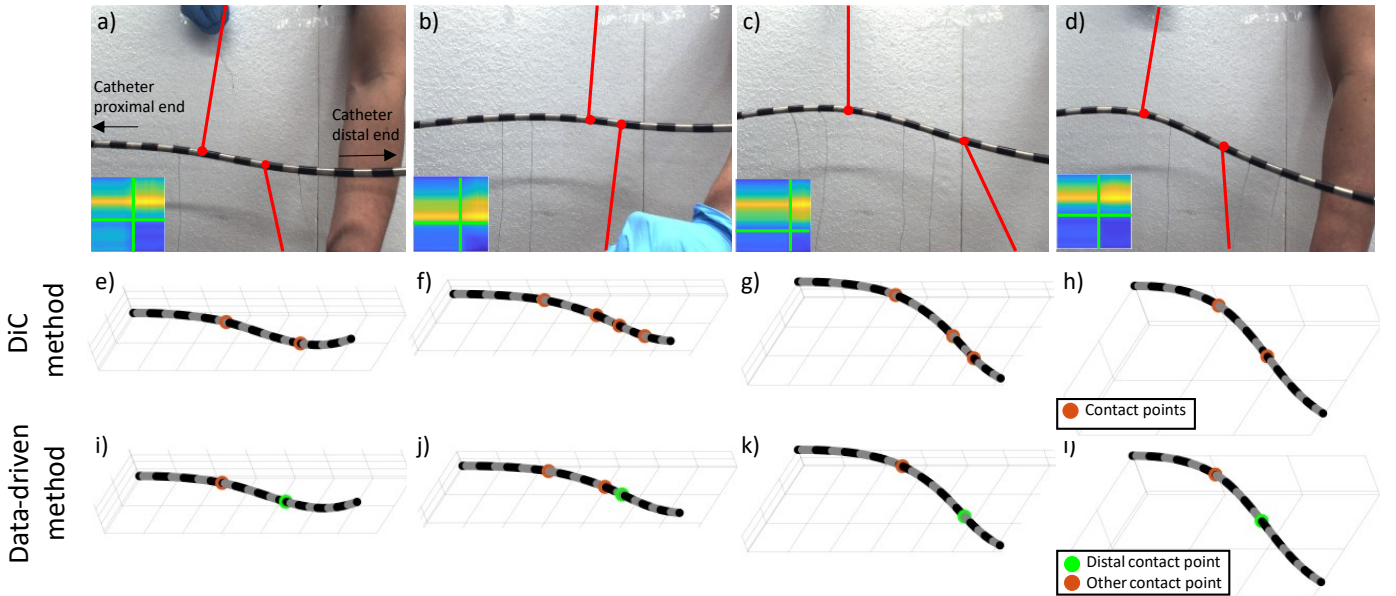 a)
b)
c)
d)
Catheter
proximal end
Catheter
distal end
DiC
method
e)
f)
g)
h)
Contact points
Data-driven
method
i)
j)
k)
l)
Distal contact point
Other contact point